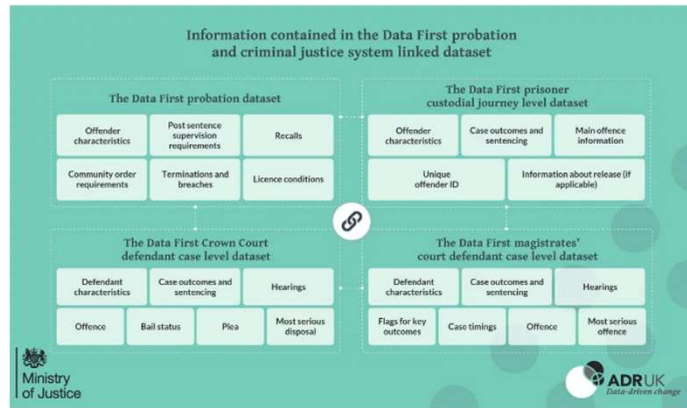 Information contained in the Data First probation
and criminal justice system linked dataset
The Data First probation dataset
Offender
characteristics
Post sentence
supervision
requirements
Recalls
Community order
requirements
Terminations and
breaches
Licence conditions
The Data First prisoner
custodial journey level dataset
Offender
characteristics
Case outcomes and
sentencing
Main offence
information
Unique
offender ID
Information about release (if
applicable)
The Data First Crown Court
defendant case level dataset
Defendant
characteristics
Case outcomes and
sentencing
Hearings
Offence
Bail status
Plea
Most serious
disposal
The Data First magistrates'
court defendant case level dataset
Defendant
characteristics
Case outcomes and
sentencing
Hearings
Flags for key
outcomes
Case timings
Offence
Most serious
offence
Ministry
of Justice
ADRUK
Data-driven change